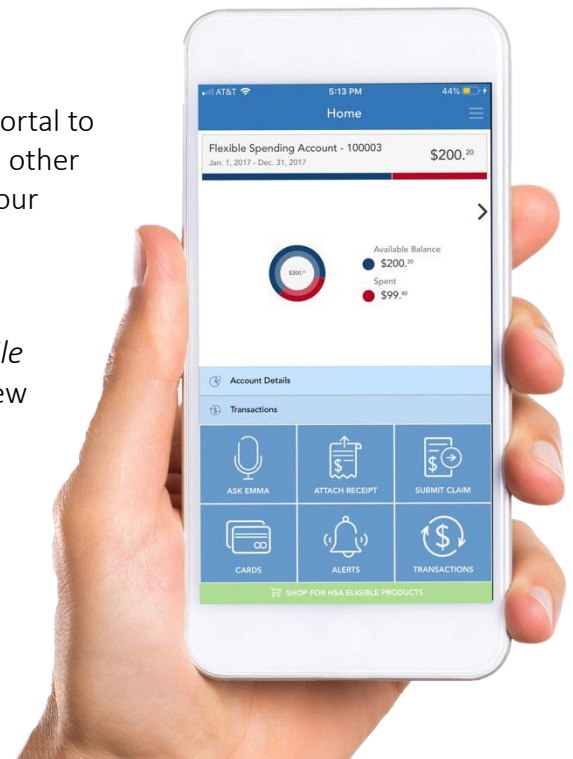 ortal to
other
our
le
ew
AT&T 5:13 PM 44%
Home
Flexible Spending Account - 100003 $200.20
Jan. 1, 2017 - Dec. 31, 2017
Available Balance
$200.20
$300.
Spent
$99.80
Account Details
Transactions
ASK EMMA ATTACH RECEIPT SUBMIT CLAIM
CARDS ALERTS TRANSACTIONS
SHOP FOR HSA ELIGIBLE PRODUCTS